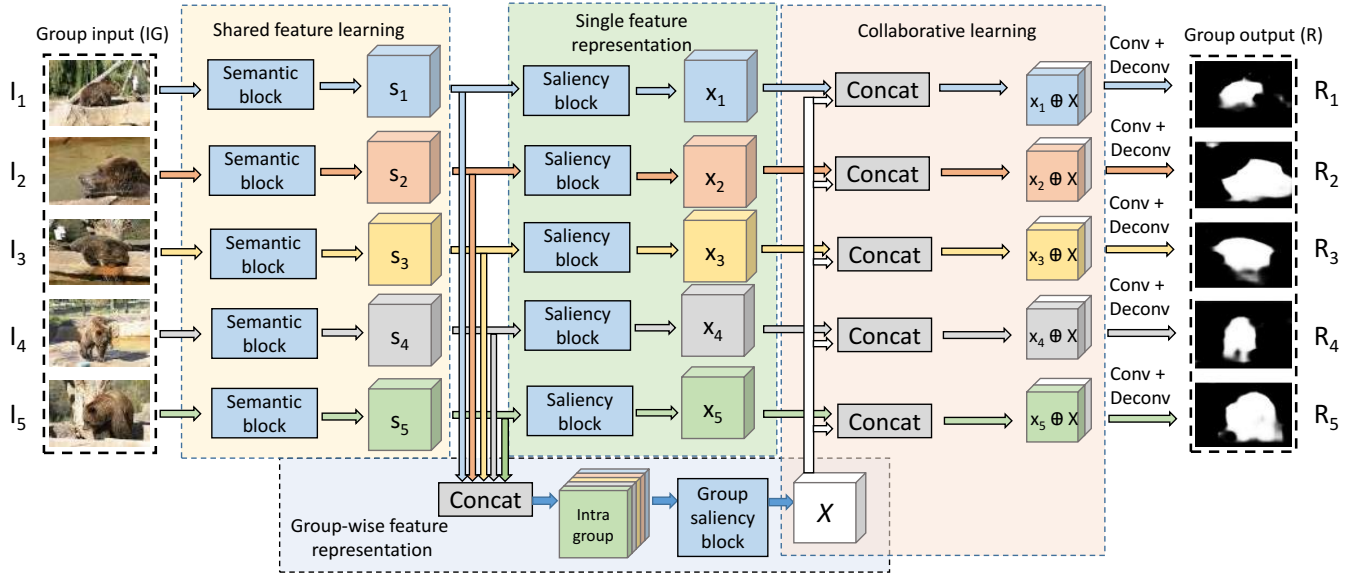 Group input (IG)
Shared feature learning
Single feature
representation
Collaborative learning
Conv +
Deconv
Group output (R)
I1
Semantic
block
s1
Saliency
block
x1
Concat
x1 ⊕ X
R1
I2
Semantic
block
s2
Saliency
block
x2
Concat
x2 ⊕ X
Conv +
Deconv
R2
I3
Semantic
block
s3
Saliency
block
x3
Concat
x3 ⊕ X
Conv +
Deconv
R3
I4
Semantic
block
s4
Saliency
block
x4
Concat
x4 ⊕ X
Conv +
Deconv
R4
I5
Semantic
block
s5
Saliency
block
x5
Concat
x5 ⊕ X
Conv +
Deconv
R5
Group-wise feature
representation
Concat
Intra
group
Group
saliency
block
X